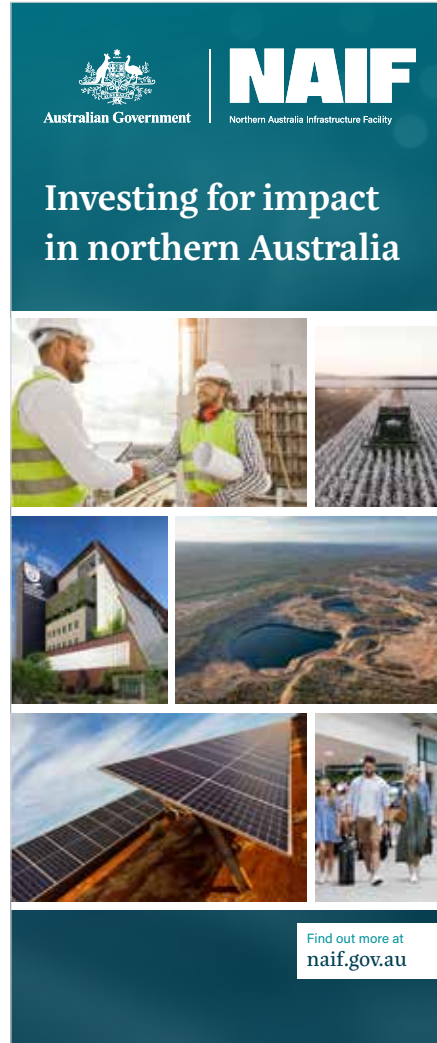 Australian Government
NAIF
Northern Australia Infrastructure Facility
Investing for impact
in northern Australia
Find out more at
naif.gov.au